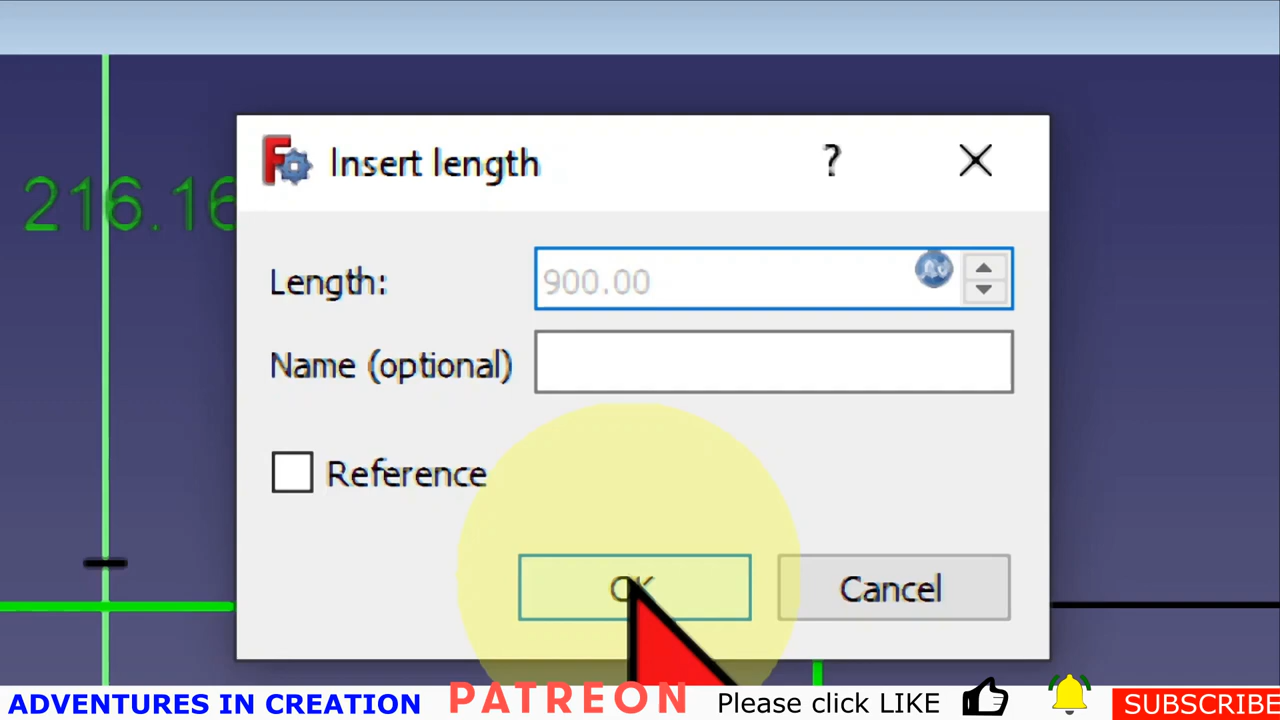 216.16
Insert length
?
Length:
900.00
Name (optional)
Reference
OK
Cancel
ADVENTURES IN CREATION
PATREON
Please click LIKE
SUBSCRIBE